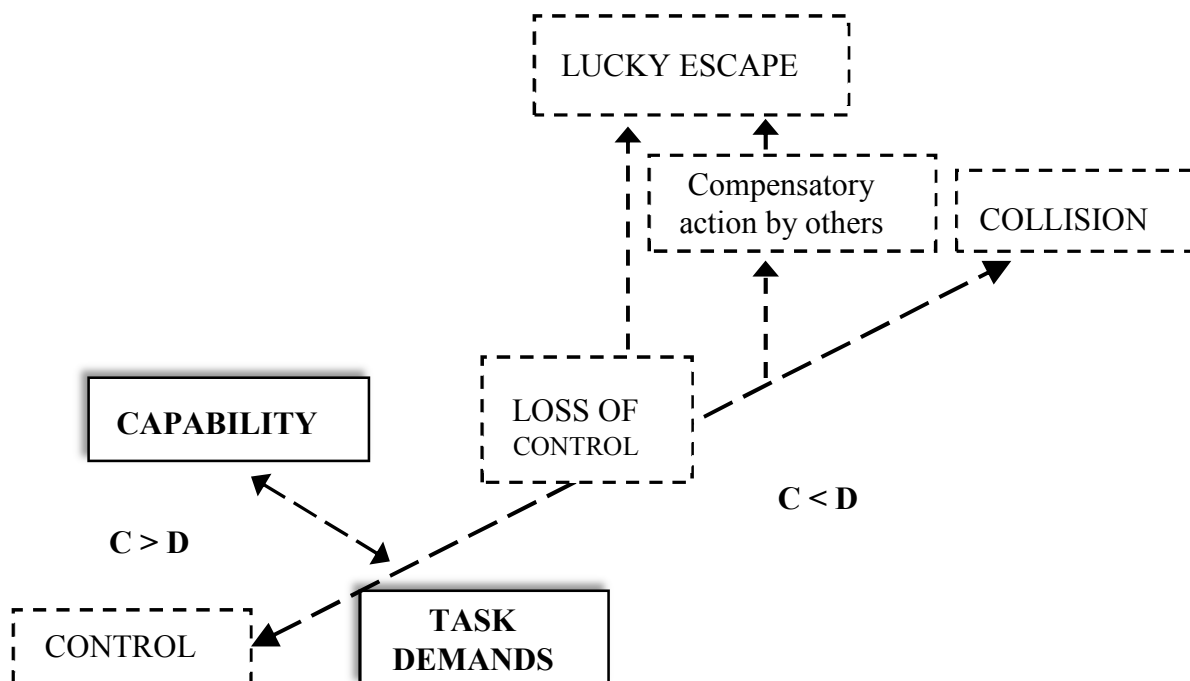 LUCKY ESCAPE
Compensatory
action by others
COLLISION
LOSS OF
CONTROL
CAPABILITY
C < D
C > D
TASK
DEMANDS
CONTROL